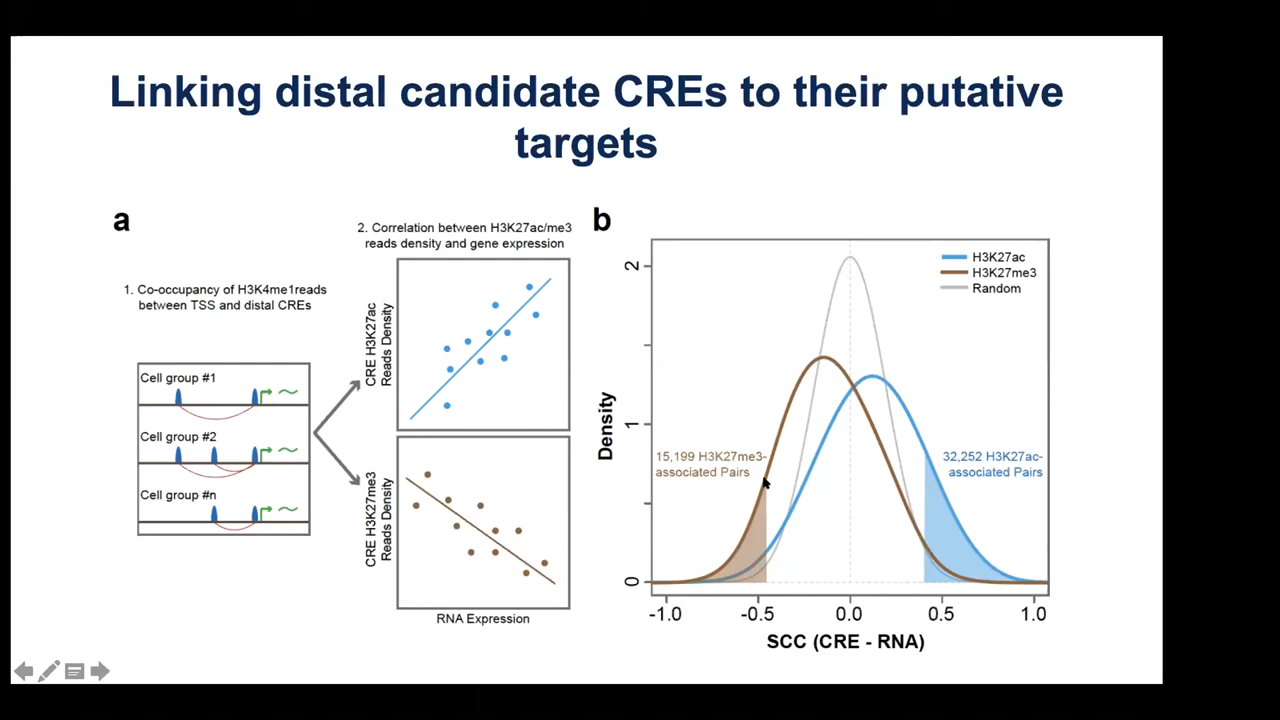 Linking distal candidate CREs to their putative
targets
a
1. Co-occupancy of H3K4me1reads
between TSS and distal CREs
Cell group #1
Cell group #2
Cell group #n
2. Correlation between H3K27ac/me3
reads density and gene expression
CRE H3K27ac
Reads Density
CRE H3K27me3
Reads Density
RNA Expression
b
H3K27ac
H3K27me3
Random
15,199 H3K27me3-
associated Pairs
32,252 H3K27ac-
associated Pairs
Density
2
1
0
-1.0 -0.5 0.0 0.5 1.0
SCC (CRE - RNA)